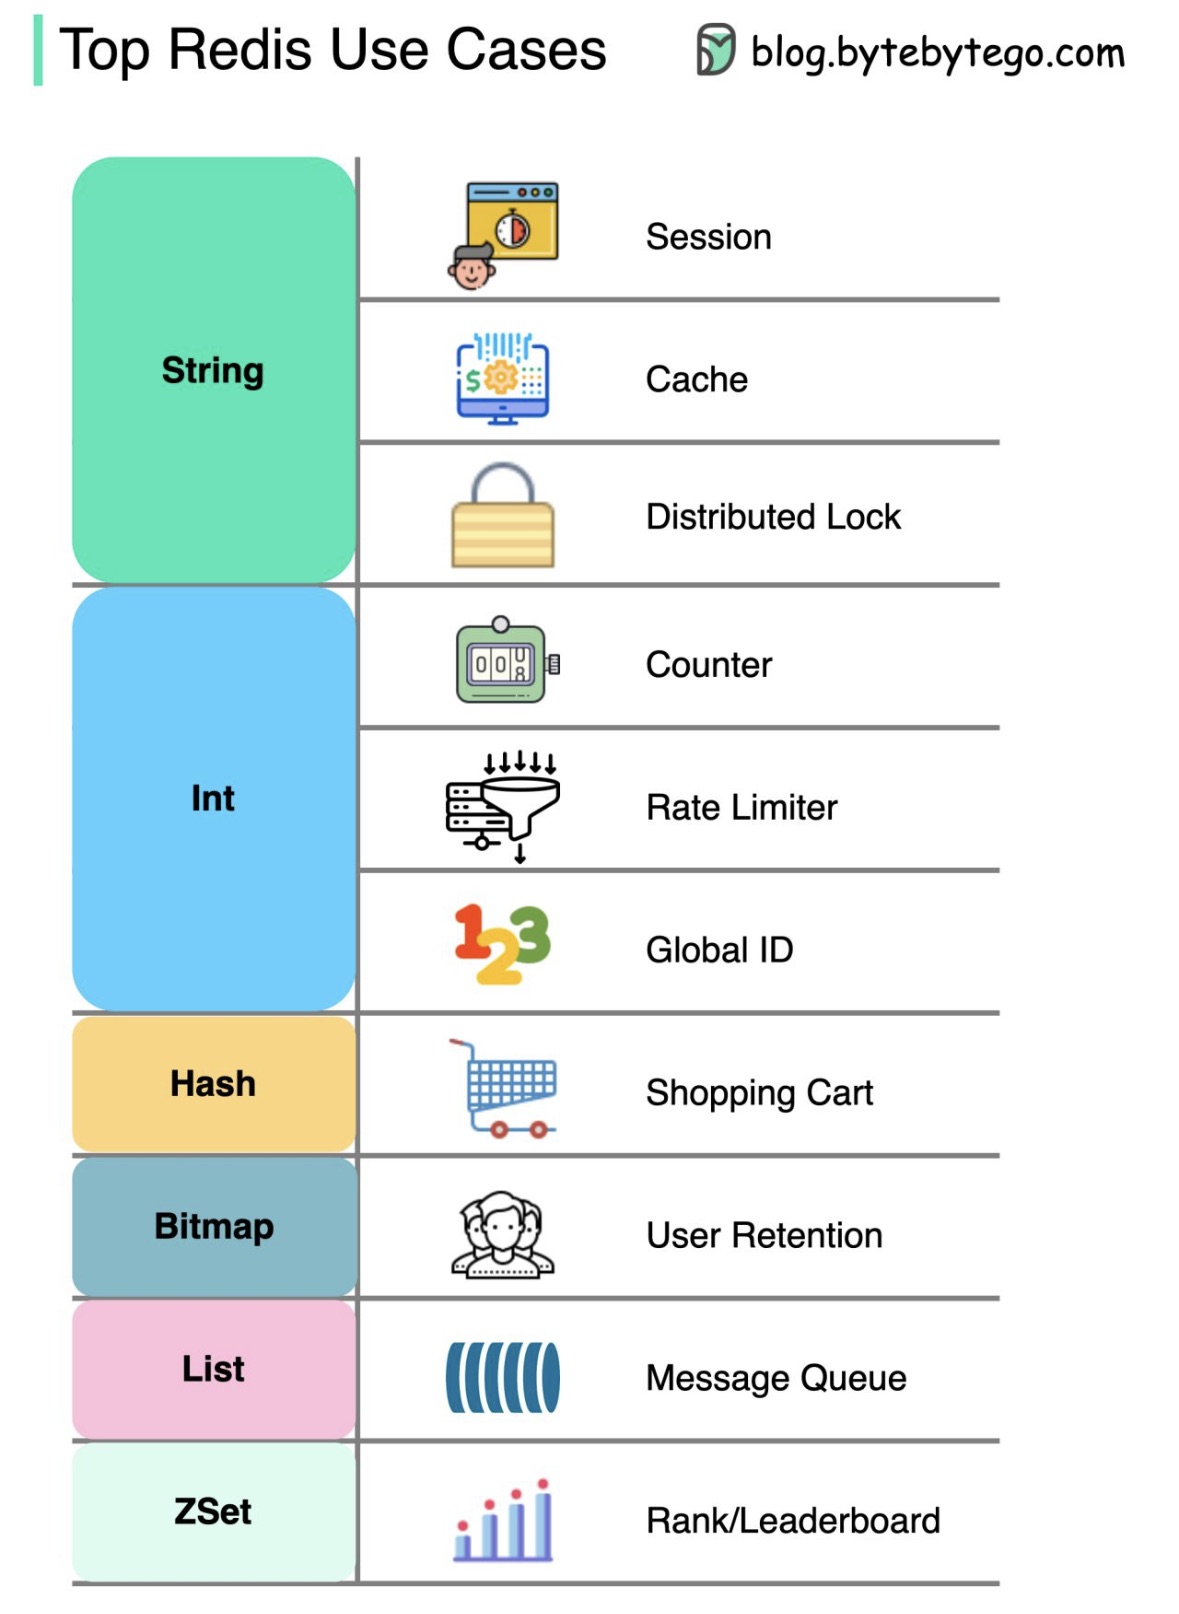 Top Redis Use Cases
blog.bytebytego.com
String
Session
Cache
Distributed Lock
Int
Counter
Rate Limiter
Global ID
Hash
Shopping Cart
Bitmap
User Retention
List
Message Queue
ZSet
Rank/Leaderboard